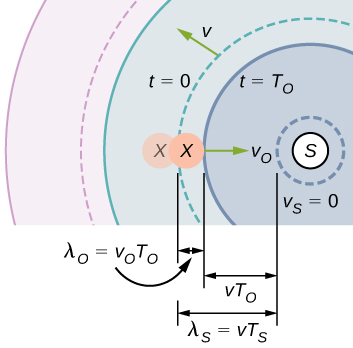 v
t = 0
t = T_O
X X
v_O
S
v_S = 0
λ_O = v_O T_O
vT_O
λ_S = vT_S